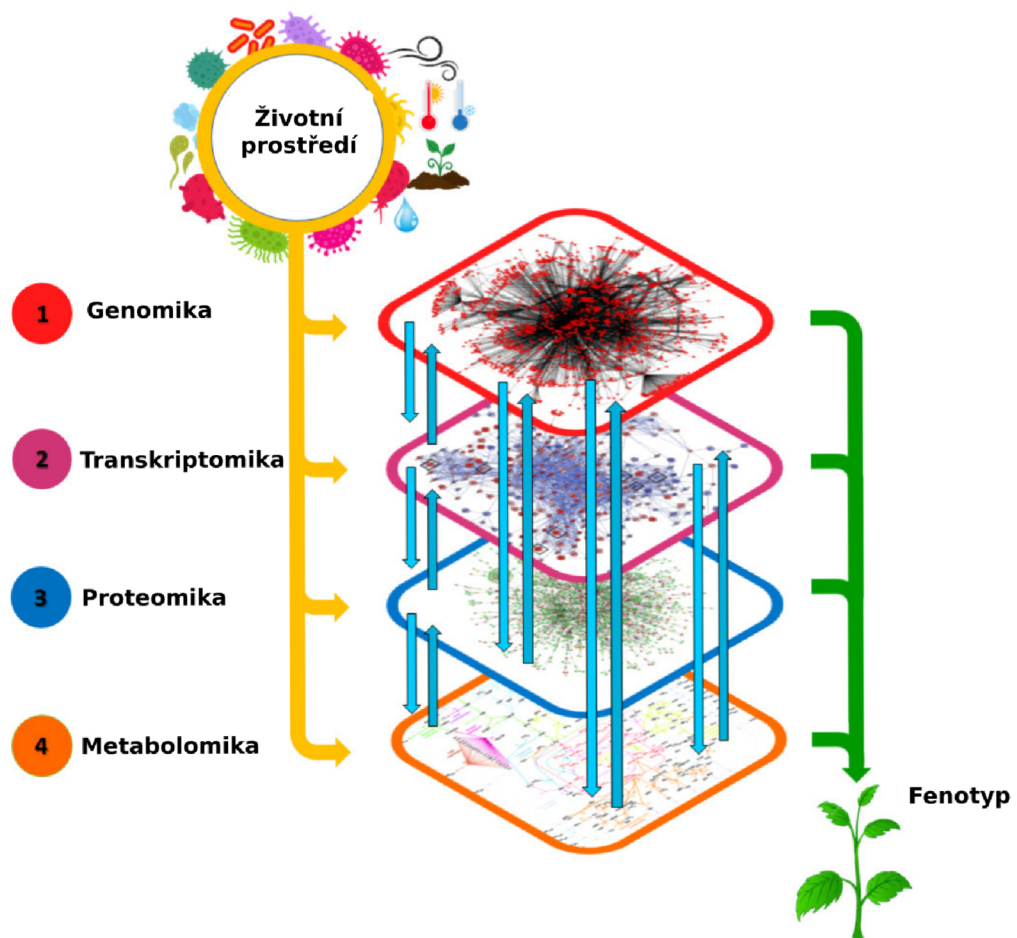 Životní
prostředí
1 Genomika
2 Transkriptomika
3 Proteomika
4 Metabolomika
Fenotyp